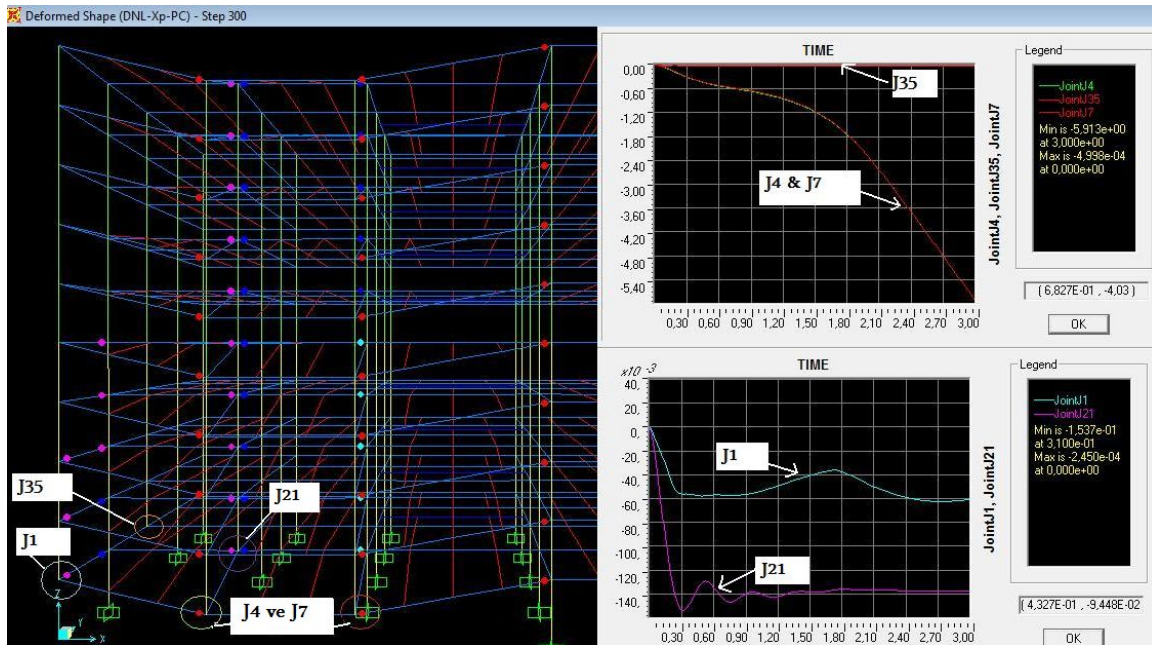 Deformed Shape (DNL-Xp-PC) - Step 300
J35
J1
J21
J4 ve J7
Z
Y
X
TIME
0,00
-0,60
-1,20
-1,80
-2,40
-3,00
-3,60
-4,20
-4,80
-5,40
0,30 0,60 0,90 1,20 1,50 1,80 2,10 2,40 2,70 3,00
J35
J4 & J7
JointJ4, JointJ35, JointJ7
Legend
JointJ4
JointJ35
JointJ7
Min is -5,913e+00
at 3,000e+00
Max is -4,998e-04
at 0,000e+00
( 6,827E-01 , -4,03 )
OK
TIME
x10 -3
40,
20,
0,
-20,
-40,
-60,
-80,
-100,
-120,
-140,
0,30 0,60 0,90 1,20 1,50 1,80 2,10 2,40 2,70 3,00
J1
J21
JointJ1, JointJ21
Legend
JointJ1
JointJ21
Min is -1,537e-01
at 3,100e-01
Max is -2,450e-04
at 0,000e+00
( 4,327E-01 , -9,448E-02
OK